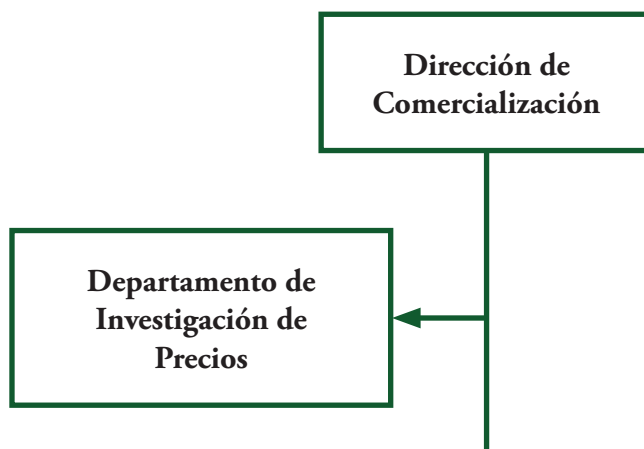 Dirección de
Comercialización
Departamento de
Investigación de
Precios